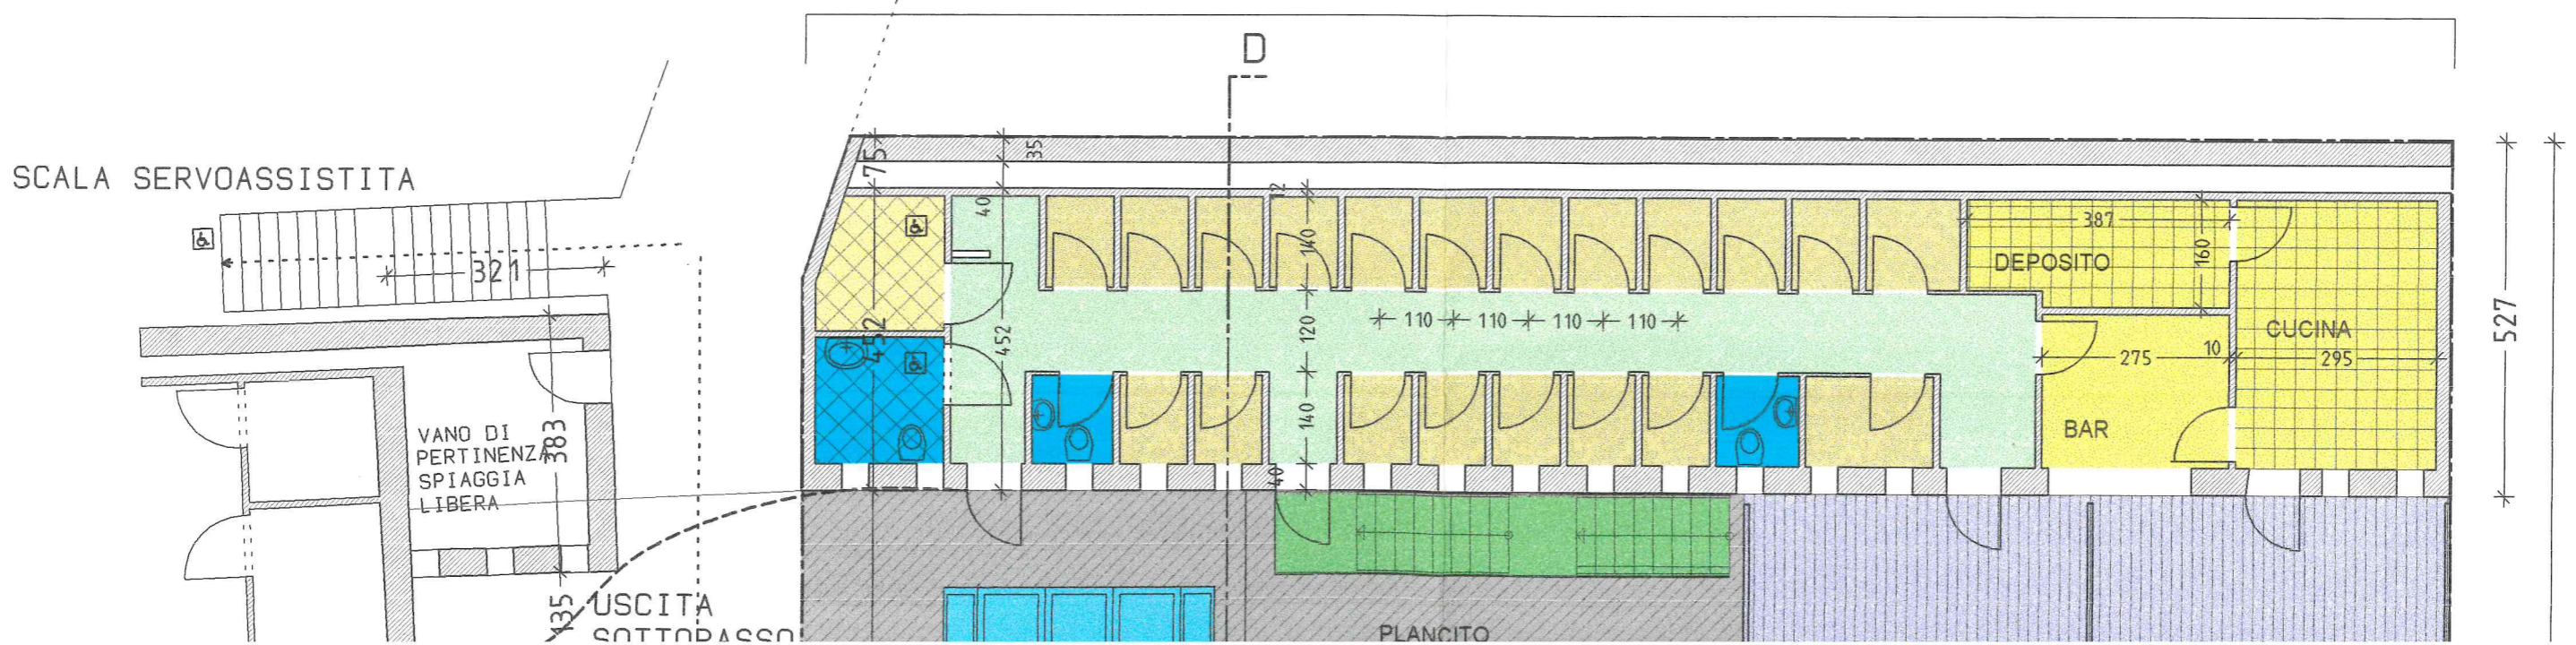 D
SCALA SERVOASSISTITA
321
383
VANO DI
PERTINENZA
SPIAGGIA
LIBERA
135
USCITA
SOTTOPASSO
75
35
40
12
452
452
140
120
140
40
110
110
110
110
387
160
DEPOSITO
CUCINA
275
10
295
BAR
527
PLANCITO